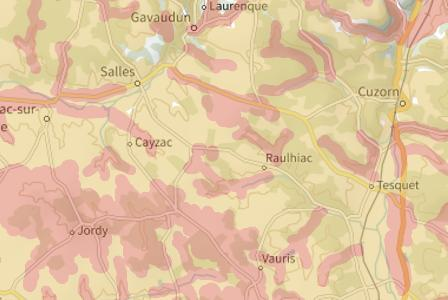 Laurenque
Gavaudun
Salles
Cuzorn
ac-sur-
e
Cayzac
Raulhiac
Tesquet
Jordy
Vauris